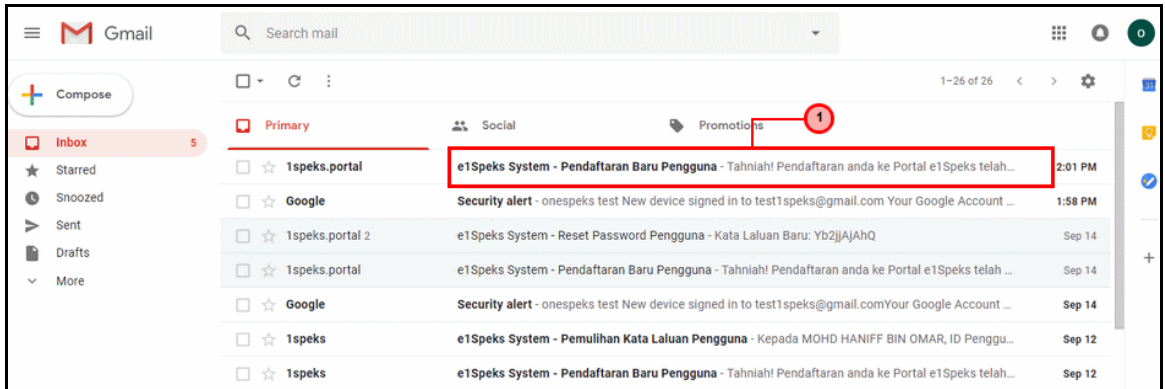 Gmail
Search mail
O
Compose
1–26 of 26
31
1
Primary
Social
Promotions
Inbox 5
Starred
Snoozed
Sent
Drafts
More
1speks.portal e1Speks System - Pendaftaran Baru Pengguna - Tahniah! Pendaftaran anda ke Portal e1Speks telah... 2:01 PM
Google Security alert - onespeks test New device signed in to test1speks@gmail.com Your Google Account ... 1:58 PM
1speks.portal 2 e1Speks System - Reset Password Pengguna - Kata Laluan Baru: Yb2jjAjAhQ Sep 14
1speks.portal e1Speks System - Pendaftaran Baru Pengguna - Tahniah! Pendaftaran anda ke Portal e1Speks telah ... Sep 14
Google Security alert - onespeks test New device signed in to test1speks@gmail.comYour Google Account ... Sep 14
1speks e1Speks System - Pemulihan Kata Laluan Pengguna - Kepada MOHD HANIFF BIN OMAR, ID Penggu... Sep 12
1speks e1Speks System - Pendaftaran Baru Pengguna - Tahniah! Pendaftaran anda ke Portal e1Speks telah... Sep 12